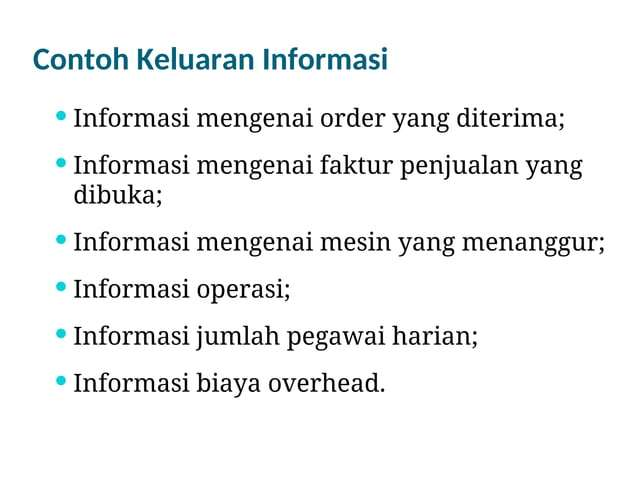 Contoh Keluaran Informasi
• Informasi mengenai order yang diterima;
• Informasi mengenai faktur penjualan yang
dibuka;
• Informasi mengenai mesin yang menanggur;
• Informasi operasi;
• Informasi jumlah pegawai harian;
• Informasi biaya overhead.